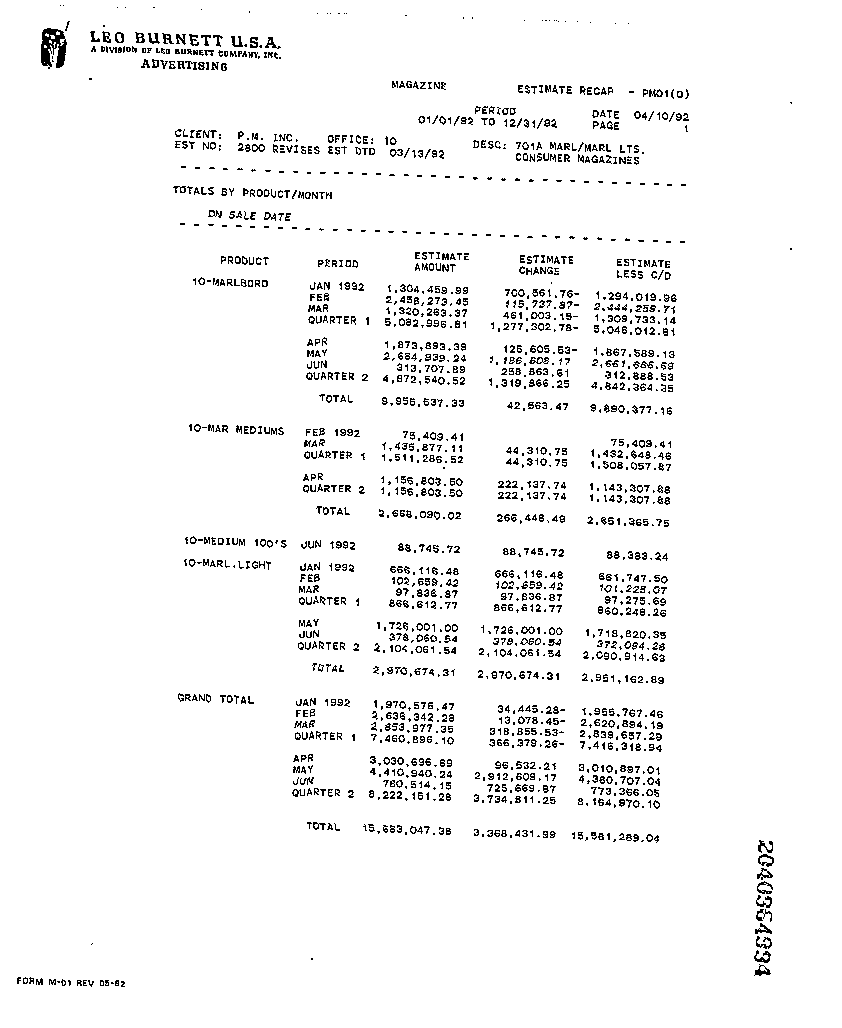 LEO BURNETT U.S.A.
A DIVISION OF LEO BURNETT COMPANY, INC.
ADVERTISING
MAGAZINE ESTIMATE RECAP - PM01(0)
PERIOD DATE 04/10/92
01/01/92 TO 12/31/92 PAGE 1
CLIENT: P.M. INC. OFFICE: 10 DESC: 701A MARL/MARL LTS.
EST NO: 2800 REVISES EST DTD 03/13/92 CONSUMER MAGAZINES
TOTALS BY PRODUCT/MONTH
ON SALE DATE
PRODUCT PERIOD ESTIMATE AMOUNT ESTIMATE CHANGE ESTIMATE LESS C/D
10-MARLBORO JAN 1992 1,304,459.99 700,561.76- 1,294,019.96
FEB 2,458,273.45 115,737.87- 2,444,259.71
MAR 1,320,263.37 461,003.15- 1,309,733.14
QUARTER 1 5,082,996.81 1,277,302.78- 5,048,012.81
APR 1,873,893.39 125,605.53- 1,867,589.13
MAY 2,684,939.24 1,186,608.17 2,661,886.69
JUN 313,707.89 258,863.61 312,888.53
QUARTER 2 4,872,540.52 1,319,866.25 4,842,364.35
TOTAL 9,955,537.33 42,563.47 9,890,377.16
10-MAR MEDIUMS FEB 1992 75,409.41 75,409.41
MAR 1,435,877.11 44,310.75 1,432,648.46
QUARTER 1 1,511,286.52 44,310.75 1,508,057.87
APR 1,156,803.50 222,137.74 1,143,307.88
QUARTER 2 1,156,803.50 222,137.74 1,143,307.88
TOTAL 2,668,090.02 266,448.49 2,651,365.75
10-MEDIUM 100'S JUN 1992 88,745.72 88,745.72 88,383.24
10-MARL.LIGHT JAN 1992 666,116.48 666,116.48 661,747.50
FEB 102,659.42 102,659.42 101,225.07
MAR 97,836.87 97,836.87 97,275.69
QUARTER 1 866,612.77 866,612.77 860,248.26
MAY 1,726,001.00 1,726,001.00 1,718,820.35
JUN 378,060.54 378,060.54 372,094.28
QUARTER 2 2,104,061.54 2,104,061.54 2,090,914.63
TOTAL 2,970,674.31 2,970,674.31 2,951,162.89
GRAND TOTAL JAN 1992 1,970,576.47 34,445.28- 1,955,767.46
FEB 2,636,342.28 13,078.45- 2,620,894.19
MAR 2,853,977.35 318,855.53- 2,839,657.29
QUARTER 1 7,460,896.10 366,379.26- 7,416,318.94
APR 3,030,696.89 96,532.21 3,010,897.01
MAY 4,410,940.24 2,912,609.17 4,380,707.04
JUN 780,514.15 725,669.87 773,366.05
QUARTER 2 8,222,151.28 3,734,811.25 8,164,970.10
TOTAL 15,683,047.38 3,368,431.99 15,581,289.04
2040364994
FORM M-01 REV 05-82